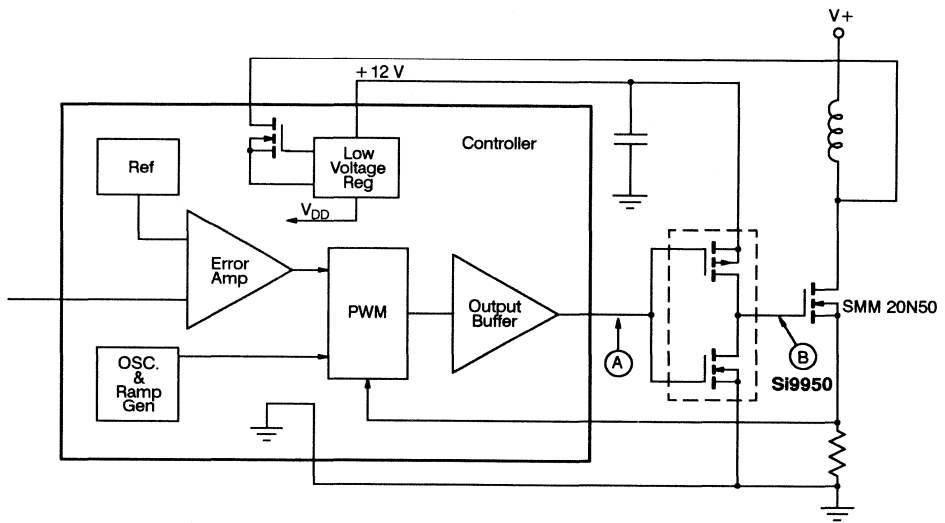 V+
+ 12 V
Controller
Ref
Low
Voltage
Reg
V_DD
Error
Amp
PWM
Output
Buffer
SMM 20N50
A
B
Si9950
OSC.
&
Ramp
Gen